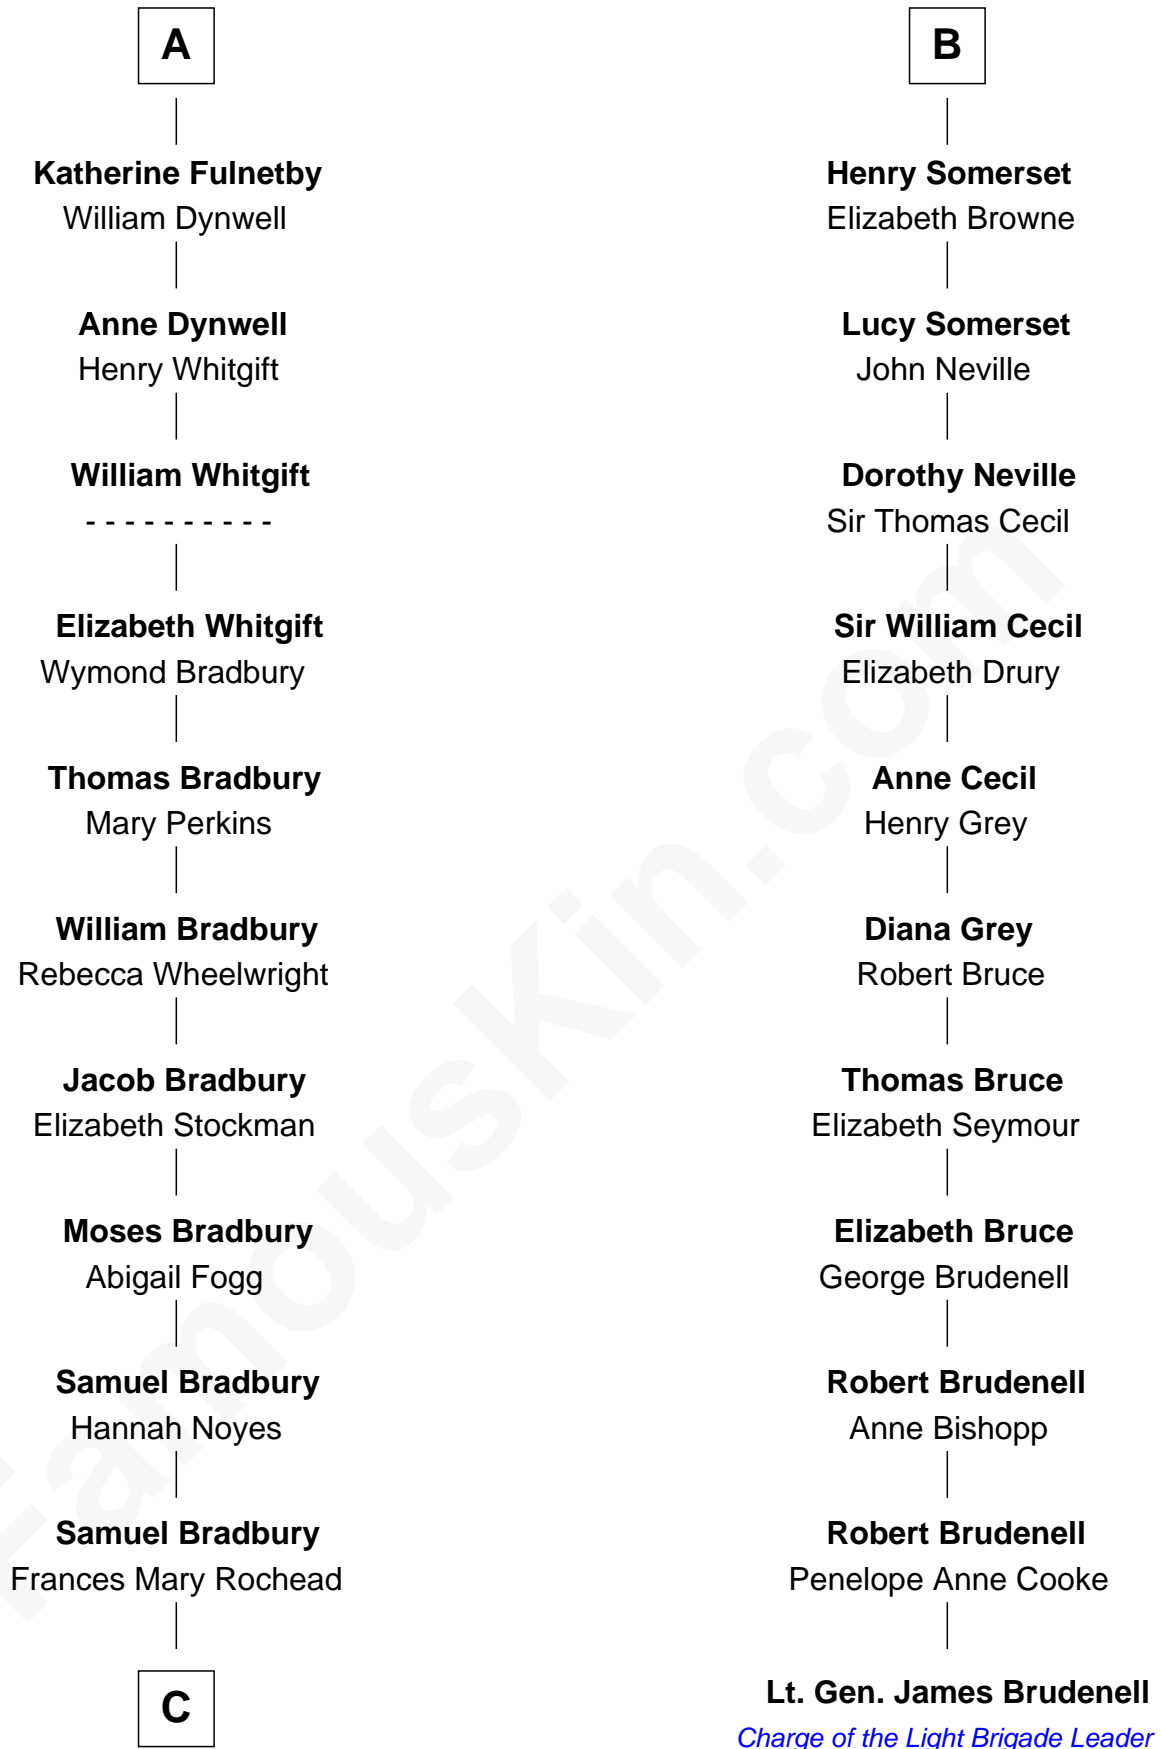 A
Katherine Fulnetby
William Dynwell
Anne Dynwell
Henry Whitgift
William Whitgift
- - - - - - - - - -
Elizabeth Whitgift
Wymond Bradbury
Thomas Bradbury
Mary Perkins
William Bradbury
Rebecca Wheelwright
Jacob Bradbury
Elizabeth Stockman
Moses Bradbury
Abigail Fogg
Samuel Bradbury
Hannah Noyes
Samuel Bradbury
Frances Mary Rochead
C
B
Henry Somerset
Elizabeth Browne
Lucy Somerset
John Neville
Dorothy Neville
Sir Thomas Cecil
Sir William Cecil
Elizabeth Drury
Anne Cecil
Henry Grey
Diana Grey
Robert Bruce
Thomas Bruce
Elizabeth Seymour
Elizabeth Bruce
George Brudenell
Robert Brudenell
Anne Bishopp
Robert Brudenell
Penelope Anne Cooke
Lt. Gen. James Brudenell
Charge of the Light Brigade Leader
FamousKin.com